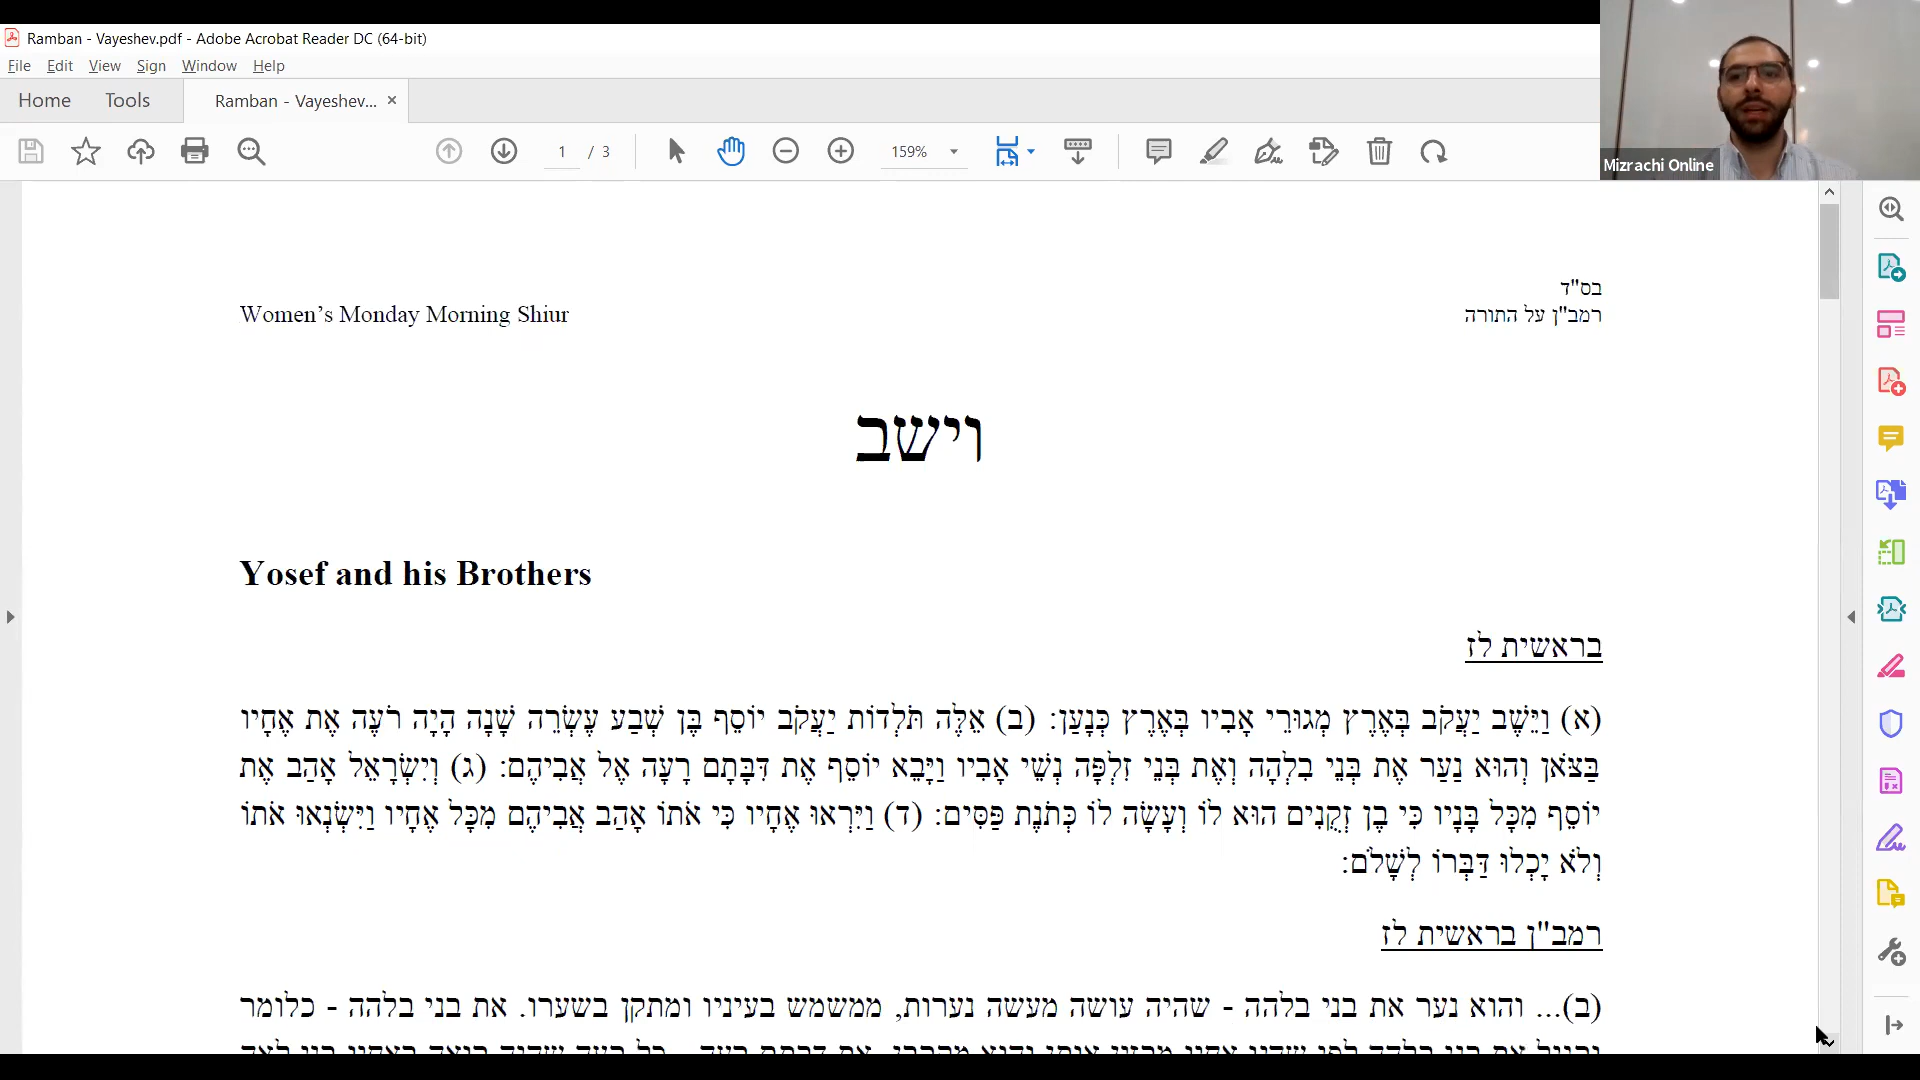 Ramban - Vayeshev.pdf - Adobe Acrobat Reader DC (64-bit)
File Edit View Sign Window Help
Home Tools Ramban - Vayeshev... ×
1 / 3 159%
Mizrachi Online
בס"ד
Women's Monday Morning Shiur
רמב"ן על התורה
וישב
Yosef and his Brothers
בראשית לז
(א) וַיֵּשֶׁב יַעֲקֹב בְּאֶרֶץ מְגוּרֵי אָבִיו בְּאֶרֶץ כְּנָעַן: (ב) אֵלֶּה תֹּלְדוֹת יַעֲקֹב יוֹסֵף בֶּן שְׁבַע עֶשְׂרֵה שָׁנָה הָיָה רֹעֶה אֶת אֶחָיו
בַּצֹּאן וְהוּא נַעַר אֶת בְּנֵי בִלְהָה וְאֶת בְּנֵי זִלְפָּה נְשֵׁי אָבִיו וַיָּבֵא יוֹסֵף אֶת דִּבָּתָם רָעָה אֶל אֲבִיהֶם: (ג) וְיִשְׂרָאֵל אָהַב אֶת
יוֹסֵף מִכָּל בָּנָיו כִּי בֶן זְקֻנִים הוּא לוֹ וְעָשָׂה לוֹ כְּתֹנֶת פַּסִּים: (ד) וַיִּרְאוּ אֶחָיו כִּי אֹתוֹ אָהַב אֲבִיהֶם מִכָּל אֶחָיו וַיִּשְׂנְאוּ אֹתוֹ
וְלֹא יָכְלוּ דַּבְּרוֹ לְשָׁלֹם:
רמב"ן בראשית לז
(ב)... והוא נער את בני בלהה - שהיה עושה מעשה נערות, ממשמש בעיניו ומתקן בשערו. את בני בלהה - כלומר